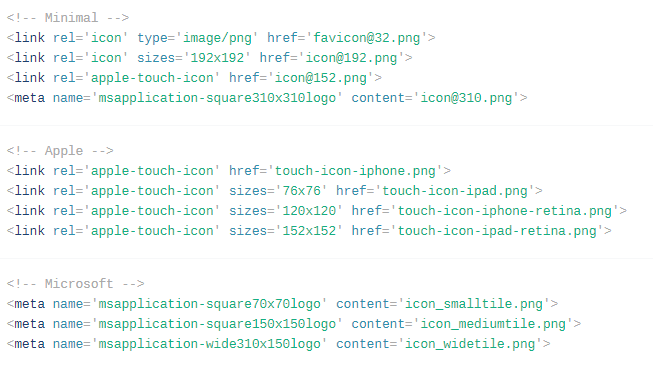 <!-- Minimal -->
<link rel='icon' type='image/png' href='favicon@32.png'>
<link rel='icon' sizes='192x192' href='icon@192.png'>
<link rel='apple-touch-icon' href='icon@152.png'>
<meta name='msapplication-square310x310logo' content='icon@310.png'>
<!-- Apple -->
<link rel='apple-touch-icon' href='touch-icon-iphone.png'>
<link rel='apple-touch-icon' sizes='76x76' href='touch-icon-ipad.png'>
<link rel='apple-touch-icon' sizes='120x120' href='touch-icon-iphone-retina.png'>
<link rel='apple-touch-icon' sizes='152x152' href='touch-icon-ipad-retina.png'>
<!-- Microsoft -->
<meta name='msapplication-square70x70logo' content='icon_smalltile.png'>
<meta name='msapplication-square150x150logo' content='icon_mediumtile.png'>
<meta name='msapplication-wide310x150logo' content='icon_widetile.png'>